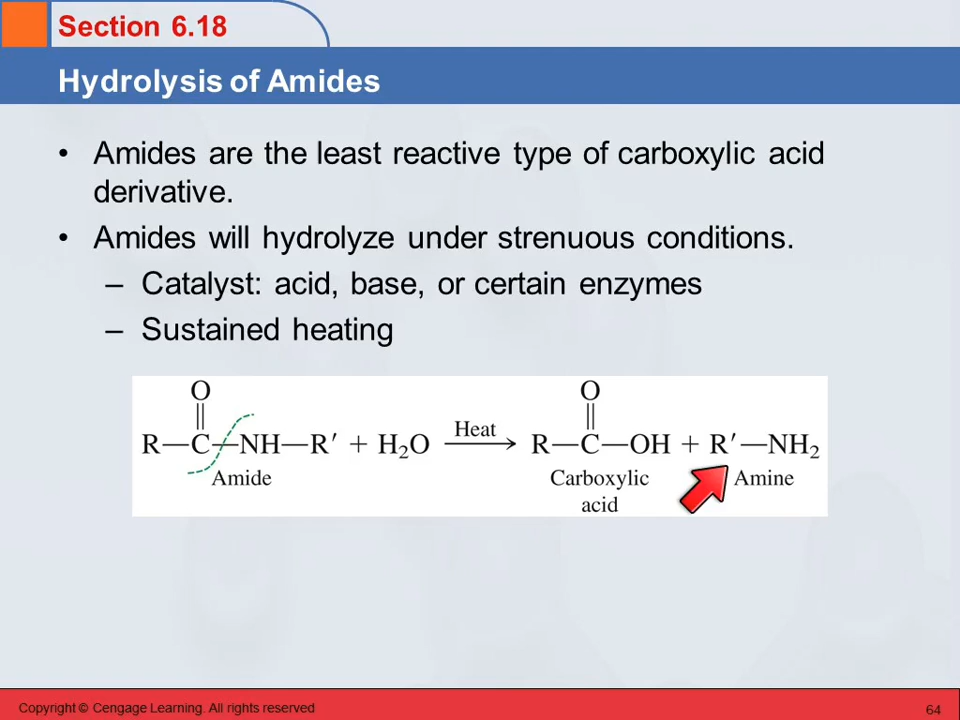 Section 6.18
Hydrolysis of Amides
• Amides are the least reactive type of carboxylic acid
derivative.
• Amides will hydrolyze under strenuous conditions.
– Catalyst: acid, base, or certain enzymes
– Sustained heating
O O
|| ||
R—C—NH—R′ + H₂O Heat → R—C—OH + R′—NH₂
Amide Carboxylic Amine
acid
Copyright © Cengage Learning. All rights reserved 64